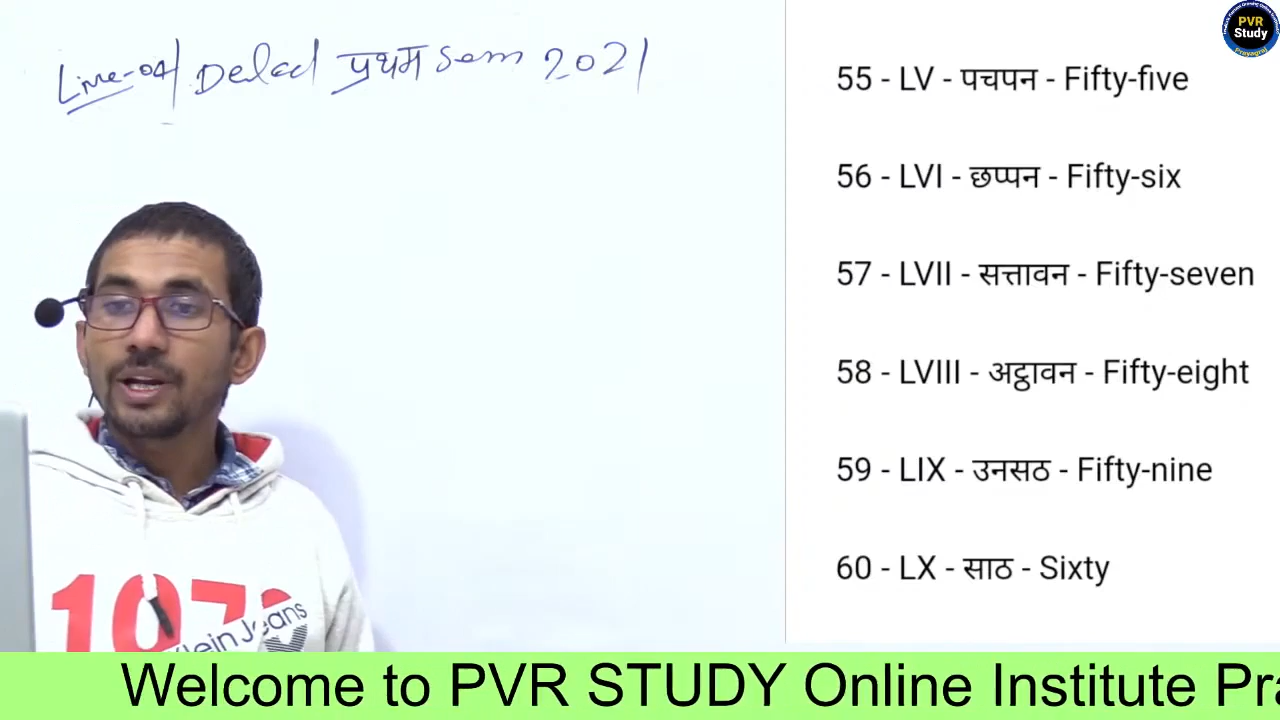 Live-04 Deled प्रथम Sem 2021
PVR
Study
Prayagraj
55 - LV - पचपन - Fifty-five
56 - LVI - छप्पन - Fifty-six
57 - LVII - सत्तावन - Fifty-seven
58 - LVIII - अट्ठावन - Fifty-eight
59 - LIX - उनसठ - Fifty-nine
60 - LX - साठ - Sixty
197
Klein Jeans
Welcome to PVR STUDY Online Institute Pra